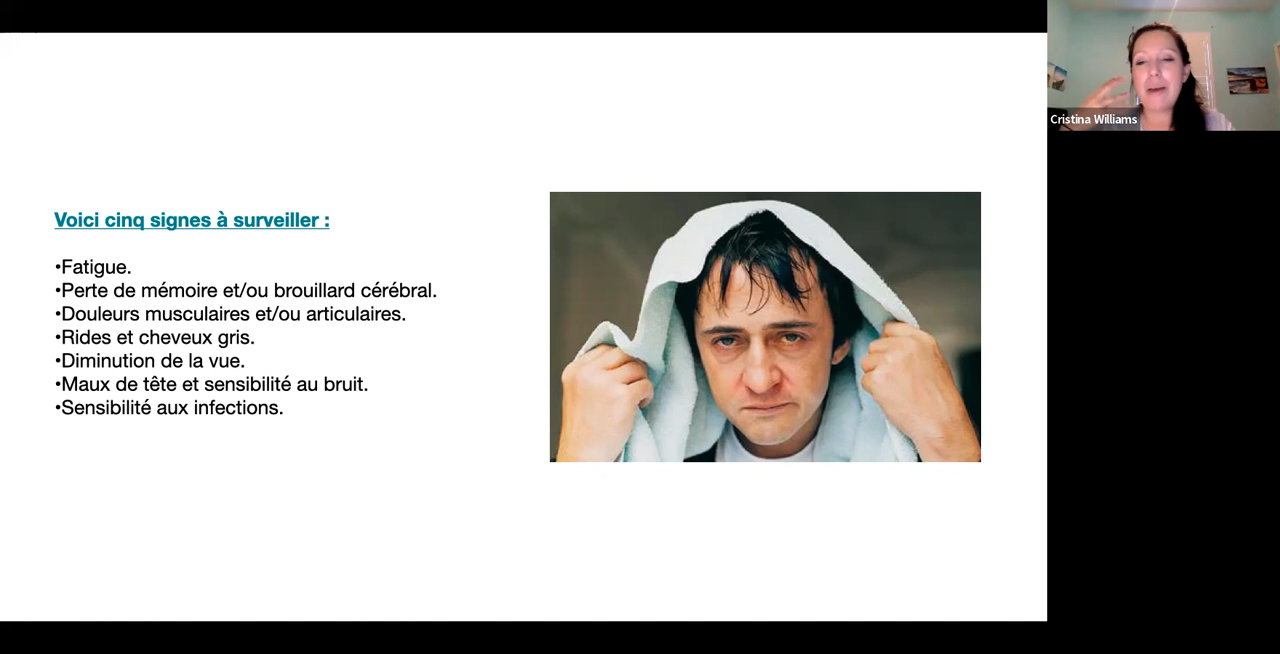 Voici cinq signes à surveiller :
•Fatigue.
•Perte de mémoire et/ou brouillard cérébral.
•Douleurs musculaires et/ou articulaires.
•Rides et cheveux gris.
•Diminution de la vue.
•Maux de tête et sensibilité au bruit.
•Sensibilité aux infections.
Cristina Williams